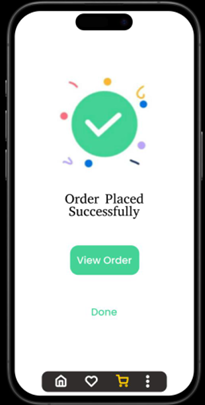 Order Placed
Successfully
View Order
Done